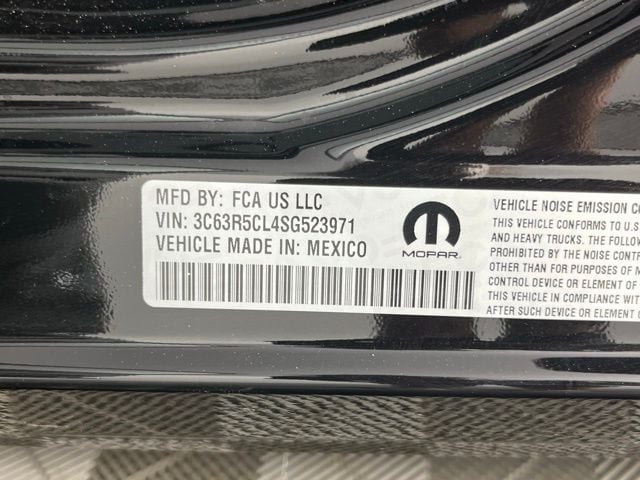 MFD BY: FCA US LLC
VIN: 3C63R5CL4SG523971
VEHICLE MADE IN: MEXICO
MOPAR
VEHICLE NOISE EMISSION
THIS VEHICLE CONFORMS TO U.S.
AND HEAVY TRUCKS. THE FOLLOW
PROHIBITED BY THE NOISE CONTRO
OTHER THAN FOR PURPOSES OF M
CONTROL DEVICE OR ELEMENT OF
THIS VEHICLE IN COMPLIANCE WITH
AFTER SUCH DEVICE OR ELEMENT O